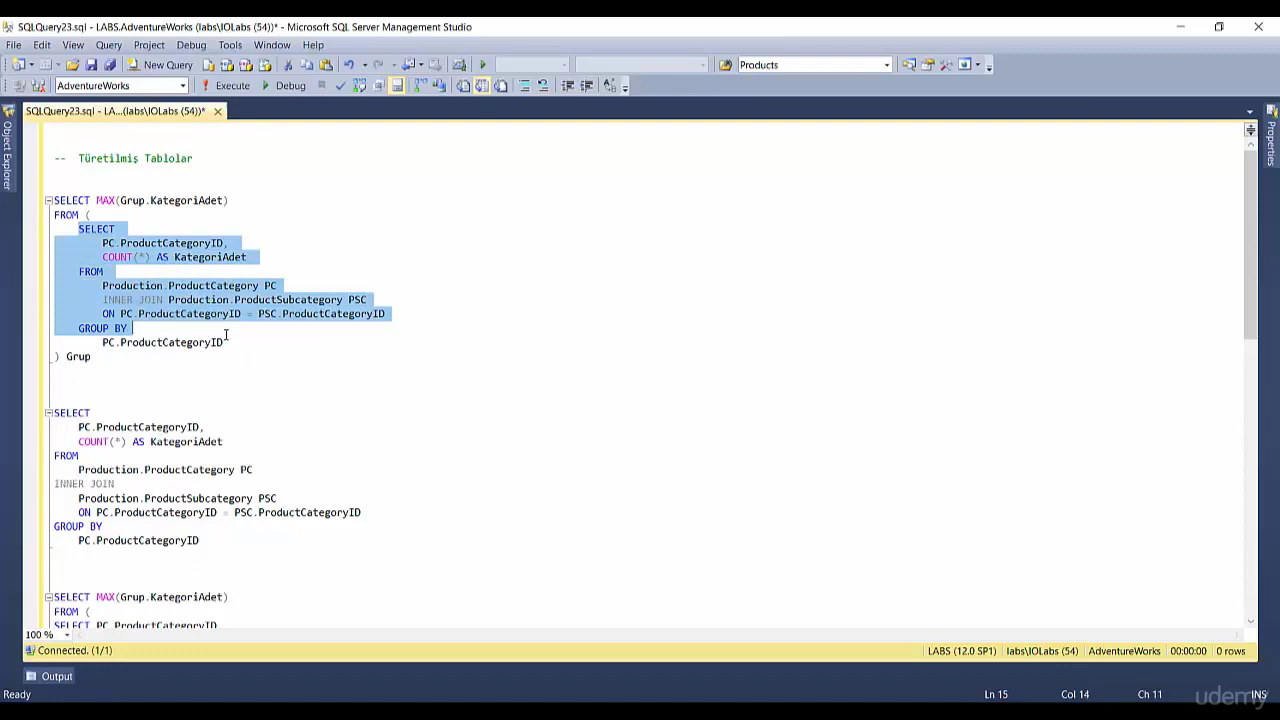 SQLQuery23.sql - LABS.AdventureWorks (labs\IOLabs (54))* - Microsoft SQL Server Management Studio
File Edit View Query Project Debug Tools Window Help
New Query Products
AdventureWorks Execute Debug
SQLQuery23.sql - LA...(labs\IOLabs (54))*
Object Explorer
Properties
-- Türetilmiş Tablolar
SELECT MAX(Grup.KategoriAdet)
FROM (
SELECT
PC.ProductCategoryID,
COUNT(*) AS KategoriAdet
FROM
Production.ProductCategory PC
INNER JOIN Production.ProductSubcategory PSC
ON PC.ProductCategoryID = PSC.ProductCategoryID
GROUP BY
PC.ProductCategoryID
) Grup
SELECT
PC.ProductCategoryID,
COUNT(*) AS KategoriAdet
FROM
Production.ProductCategory PC
INNER JOIN
Production.ProductSubcategory PSC
ON PC.ProductCategoryID = PSC.ProductCategoryID
GROUP BY
PC.ProductCategoryID
SELECT MAX(Grup.KategoriAdet)
FROM (
SELECT PC.ProductCategoryID
100 %
Connected. (1/1) LABS (12.0 SP1) labs\IOLabs (54) AdventureWorks 00:00:00 0 rows
Output
Ready Ln 15 Col 14 Ch 11 INS
udemy